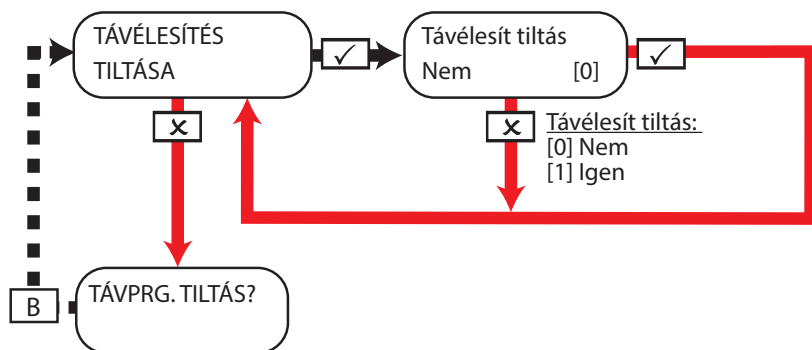 TÁVÉLESÍTÉS
TILTÁSA
✓
Távélesít tiltás
Nem [0]
✓
x
x
Távélesít tiltás:
[0] Nem
[1] Igen
TÁVPRG. TILTÁS?
B